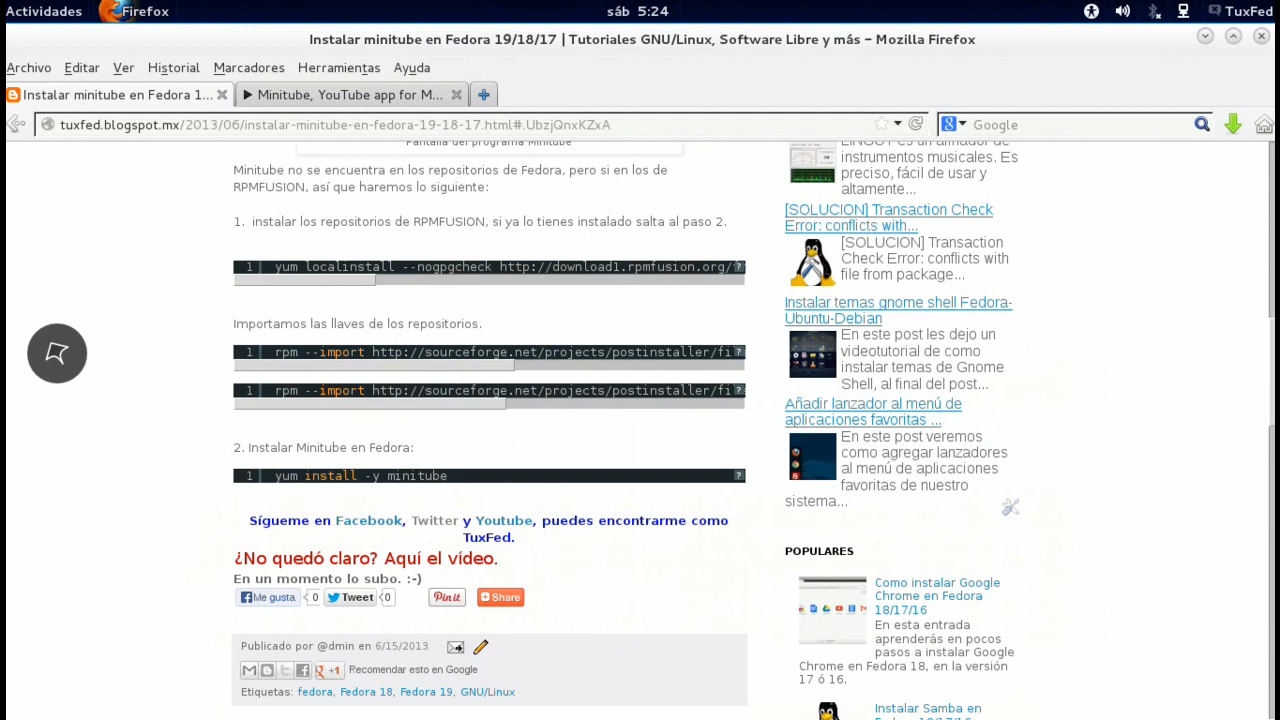 Actividades
Firefox
sáb 5:24
TuxFed
Instalar minitube en Fedora 19/18/17 | Tutoriales GNU/Linux, Software Libre y más – Mozilla Firefox
Archivo Editar Ver Historial Marcadores Herramientas Ayuda
Instalar minitube en Fedora 1...
Minitube, YouTube app for M...
tuxfed.blogspot.mx/2013/06/instalar-minitube-en-fedora-19-18-17.html#.UbzjQnxKZxA
Google
Pantalla del programa Minitube
Minitube no se encuentra en los repositorios de Fedora, pero si en los de
RPMFUSION, así que haremos lo siguiente:
1. instalar los repositorios de RPMFUSION, si ya lo tienes instalado salta al paso 2.
1 yum localinstall --nogpgcheck http://download1.rpmfusion.org/
?
Importamos las llaves de los repositorios.
1 rpm --import http://sourceforge.net/projects/postinstaller/fi
?
1 rpm --import http://sourceforge.net/projects/postinstaller/fi
?
2. Instalar Minitube en Fedora:
1 yum install -y minitube
?
Sígueme en Facebook, Twitter y Youtube, puedes encontrarme como
TuxFed.
¿No quedó claro? Aquí el vídeo.
En un momento lo subo. :-)
Me gusta 0 Tweet 0 Pin it Share
Publicado por @dmin en 6/15/2013
+1 Recomendar esto en Google
Etiquetas: fedora, Fedora 18, Fedora 19, GNU/Linux
LINGOT es un afinador de
instrumentos musicales. Es
preciso, fácil de usar y
altamente...
[SOLUCION] Transaction Check
Error: conflicts with...
[SOLUCION] Transaction
Check Error: conflicts with
file from package...
Instalar temas gnome shell Fedora-
Ubuntu-Debian
En este post les dejo un
videotutorial de como
instalar temas de Gnome
Shell, al final del post...
Añadir lanzador al menú de
aplicaciones favoritas ...
En este post veremos
como agregar lanzadores
al menú de aplicaciones
favoritas de nuestro
sistema...
POPULARES
Como instalar Google
Chrome en Fedora
18/17/16
En esta entrada
aprenderás en pocos
pasos a instalar Google
Chrome en Fedora 18, en la versión
17 ó 16.
Instalar Samba en